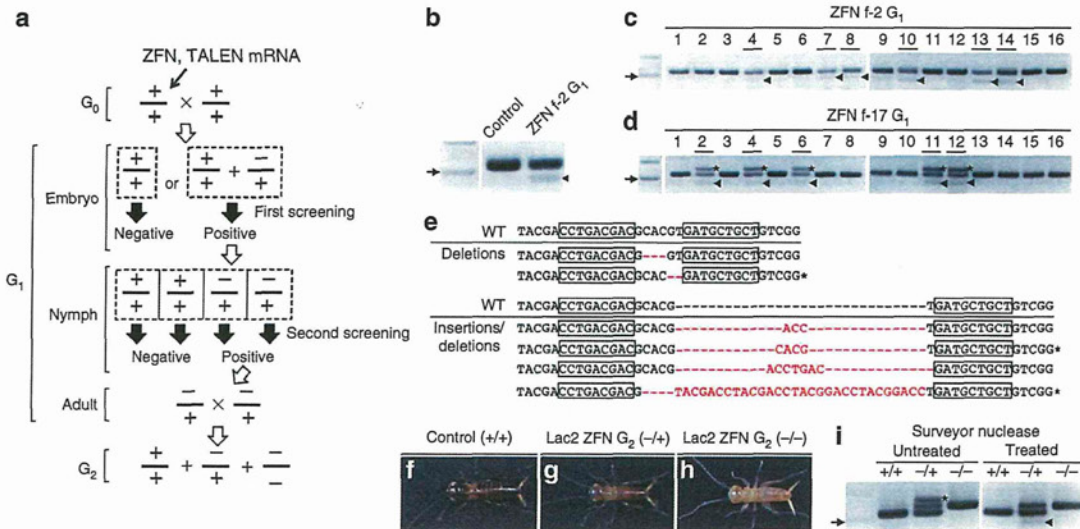 a
ZFN, TALEN mRNA
G0
+ + × + +
G1
Embryo
+ + or + + + − +
First screening
Negative Positive
Nymph
+ + + + − + − +
Second screening
Negative Positive
Adult
− + × − +
G2
+ + + − + + − −
b
Control ZFN f-2 G1
c
ZFN f-2 G1
1 2 3 4 5 6 7 8 9 10 11 12 13 14 15 16
d
ZFN f-17 G1
1 2 3 4 5 6 7 8 9 10 11 12 13 14 15 16
* * * * *
e
WT TACGACCTGACGACGCACGTGATGCTGCTGTCGG
Deletions TACGACCTGACGACG---GTGATGCTGCTGTCGG
TACGACCTGACGACGCAC--GATGCTGCTGTCGG*
WT TACGACCTGACGACGCACG-------------------------------TGATGCTGCTGTCGG
Insertions/ TACGACCTGACGACGCACG-------------ACC---------------TGATGCTGCTGTCGG
deletions TACGACCTGACGACGCACG------------CACG---------------TGATGCTGCTGTCGG*
TACGACCTGACGACGCACG-----------ACCTGAC-------------TGATGCTGCTGTCGG
TACGACCTGACGACG----TACGACCTACGACCTACGGACCTACGGACCTGATGCTGCTGTCGG*
Control (+/+) Lac2 ZFN G2 (−/+) Lac2 ZFN G2 (−/−)
f g h
i
Surveyor nuclease
Untreated Treated
+/+ −/+ −/− +/+ −/+ −/−
*